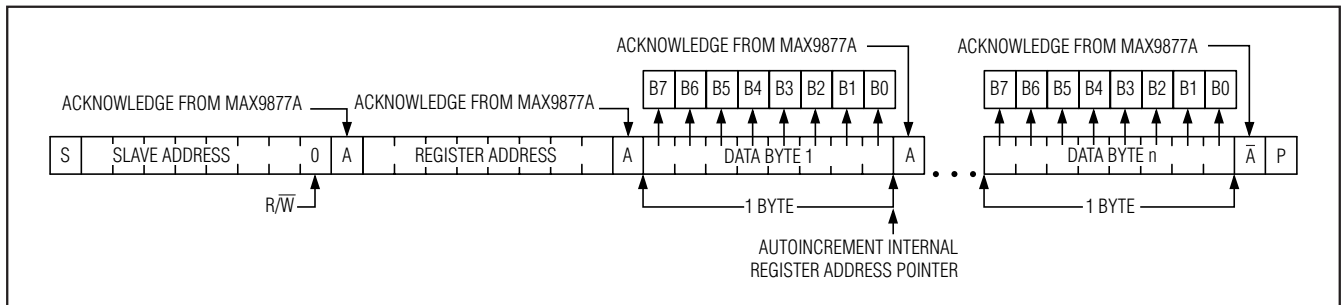 ACKNOWLEDGE FROM MAX9877A
ACKNOWLEDGE FROM MAX9877A
B7 B6 B5 B4 B3 B2 B1 B0
B7 B6 B5 B4 B3 B2 B1 B0
ACKNOWLEDGE FROM MAX9877A
ACKNOWLEDGE FROM MAX9877A
S SLAVE ADDRESS 0 A REGISTER ADDRESS A DATA BYTE 1 A • • • DATA BYTE n A̅ P
R/W̅
1 BYTE
1 BYTE
AUTOINCREMENT INTERNAL
REGISTER ADDRESS POINTER